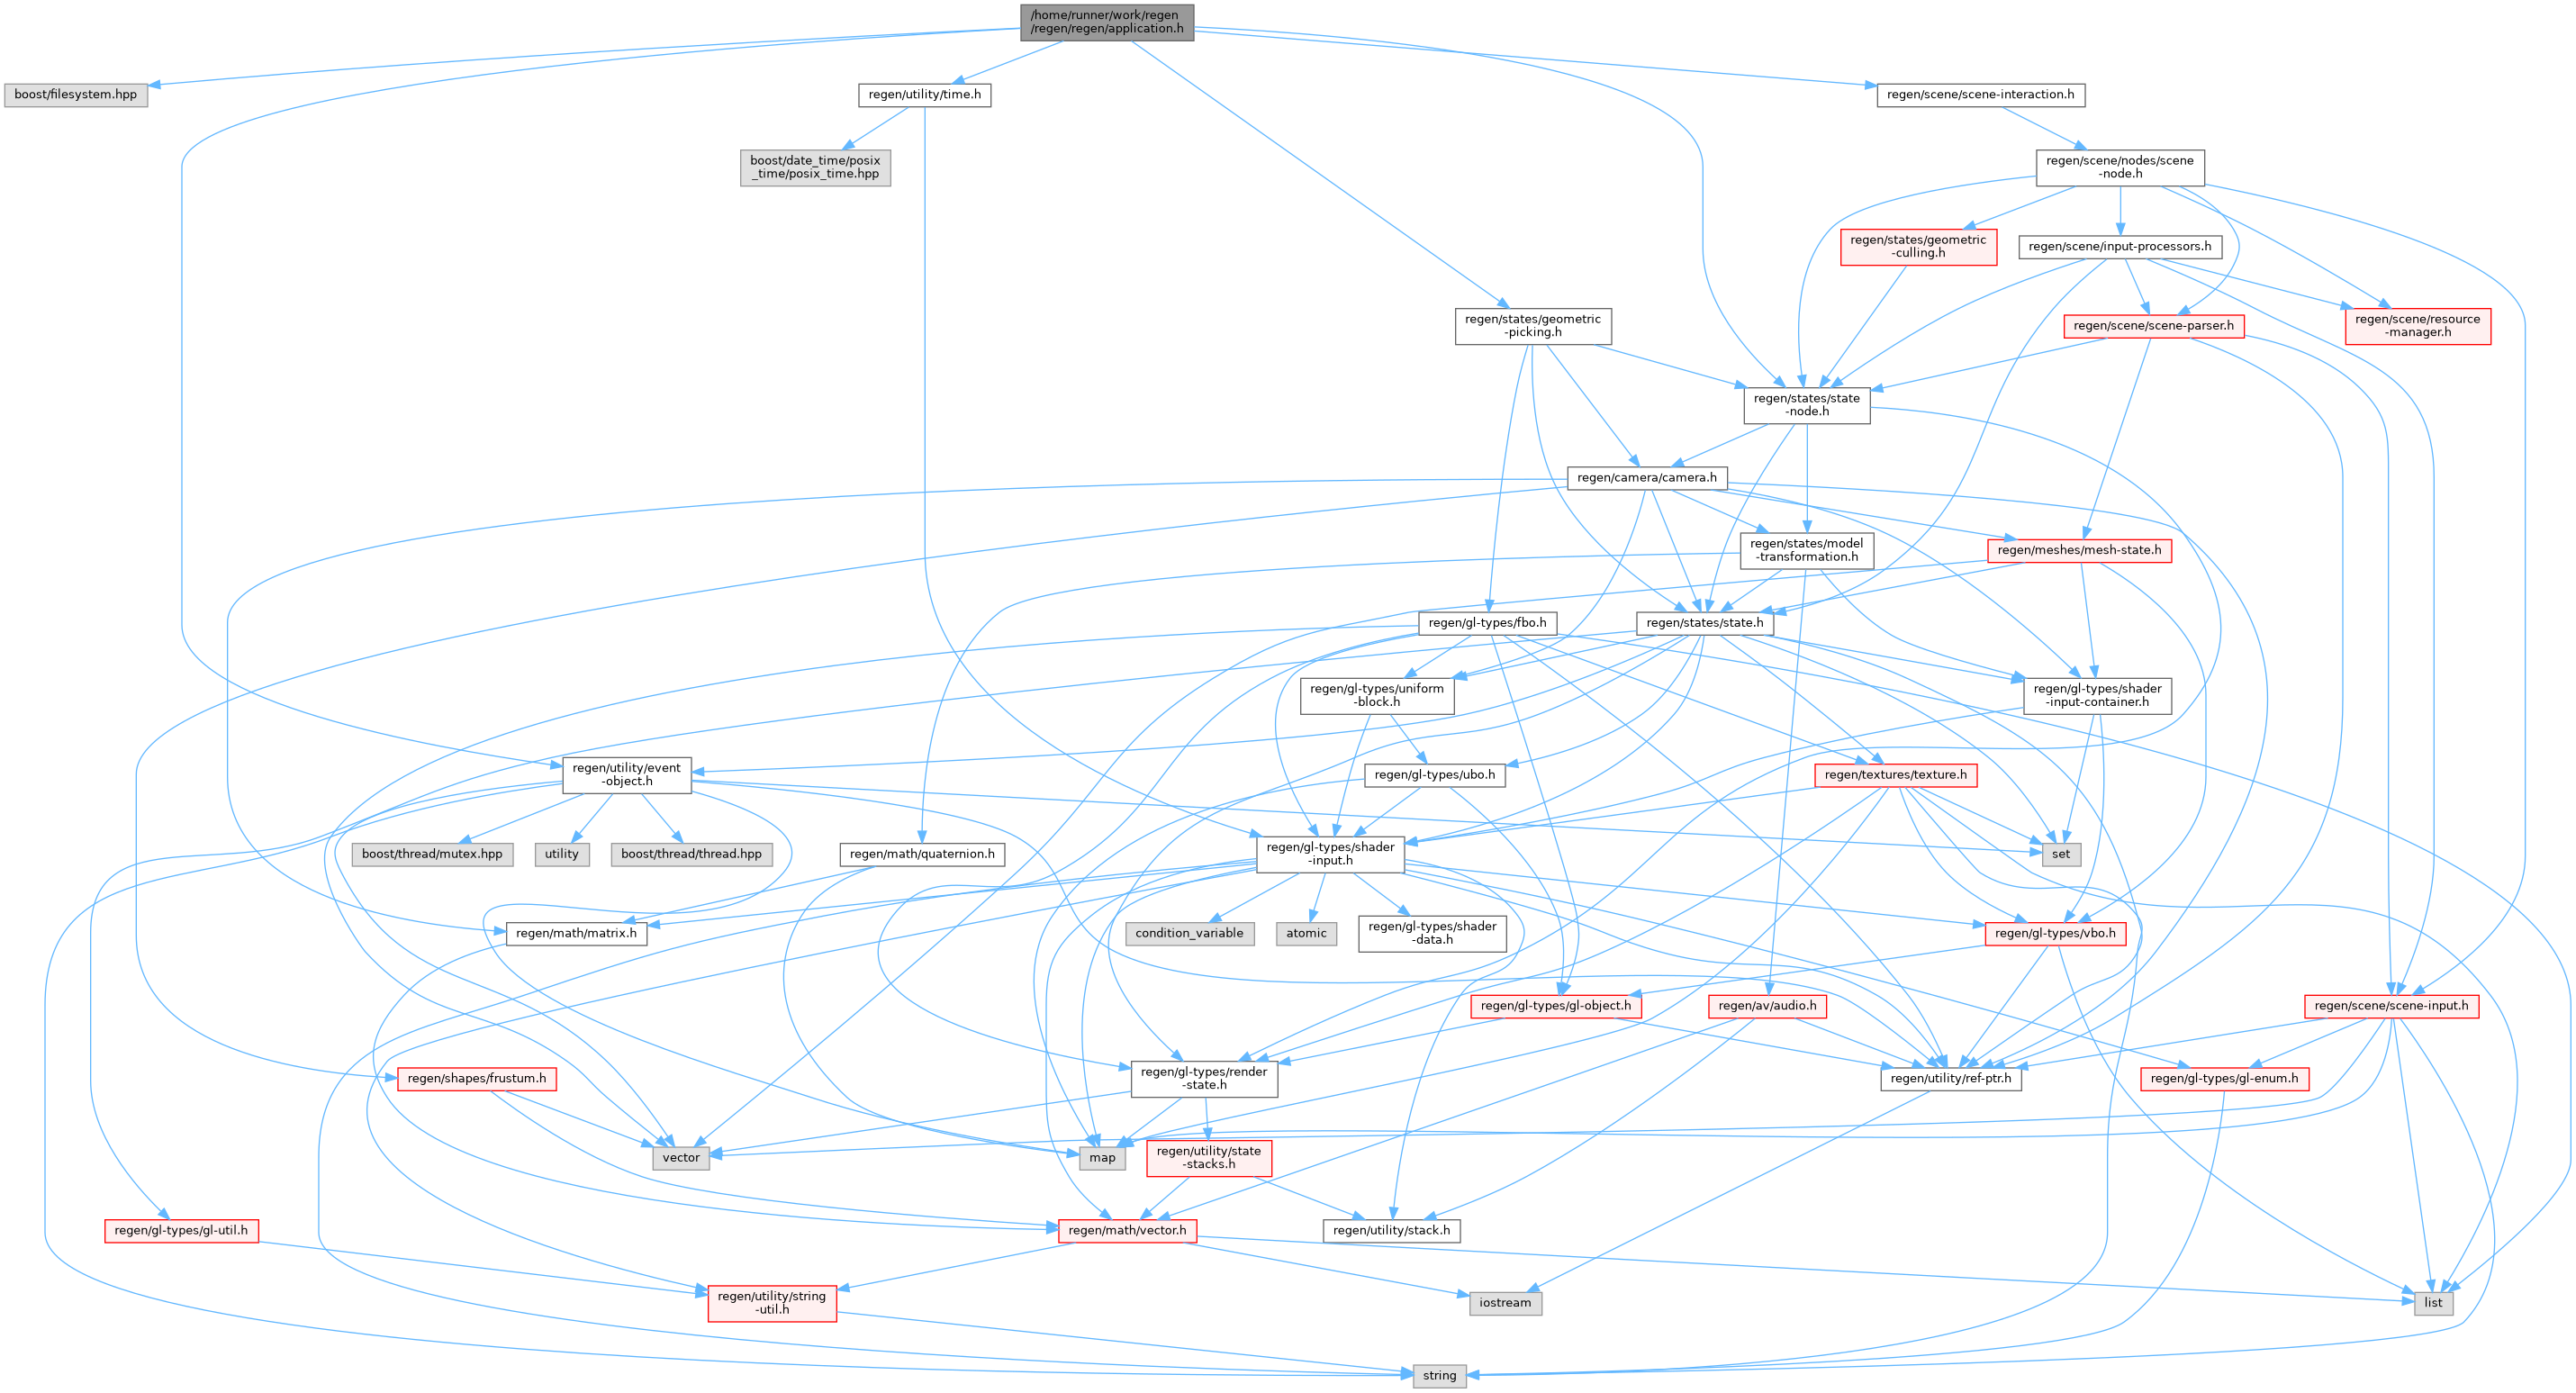 /home/runner/work/regen
/regen/regen/application.h
boost/filesystem.hpp
regen/utility/time.h
regen/scene/scene-interaction.h
boost/date_time/posix
_time/posix_time.hpp
regen/scene/nodes/scene
-node.h
regen/states/geometric
-culling.h
regen/scene/input-processors.h
regen/states/geometric
-picking.h
regen/scene/scene-parser.h
regen/scene/resource
-manager.h
regen/states/state
-node.h
regen/camera/camera.h
regen/states/model
-transformation.h
regen/meshes/mesh-state.h
regen/gl-types/fbo.h
regen/states/state.h
regen/gl-types/uniform
-block.h
regen/gl-types/shader
-input-container.h
regen/utility/event
-object.h
regen/gl-types/ubo.h
regen/textures/texture.h
boost/thread/mutex.hpp
utility
boost/thread/thread.hpp
regen/math/quaternion.h
regen/gl-types/shader
-input.h
set
regen/math/matrix.h
condition_variable
atomic
regen/gl-types/shader
-data.h
regen/gl-types/vbo.h
regen/gl-types/gl-object.h
regen/av/audio.h
regen/scene/scene-input.h
regen/shapes/frustum.h
regen/gl-types/render
-state.h
regen/utility/ref-ptr.h
regen/gl-types/gl-enum.h
vector
map
regen/utility/state
-stacks.h
regen/gl-types/gl-util.h
regen/math/vector.h
regen/utility/stack.h
regen/utility/string
-util.h
iostream
list
string